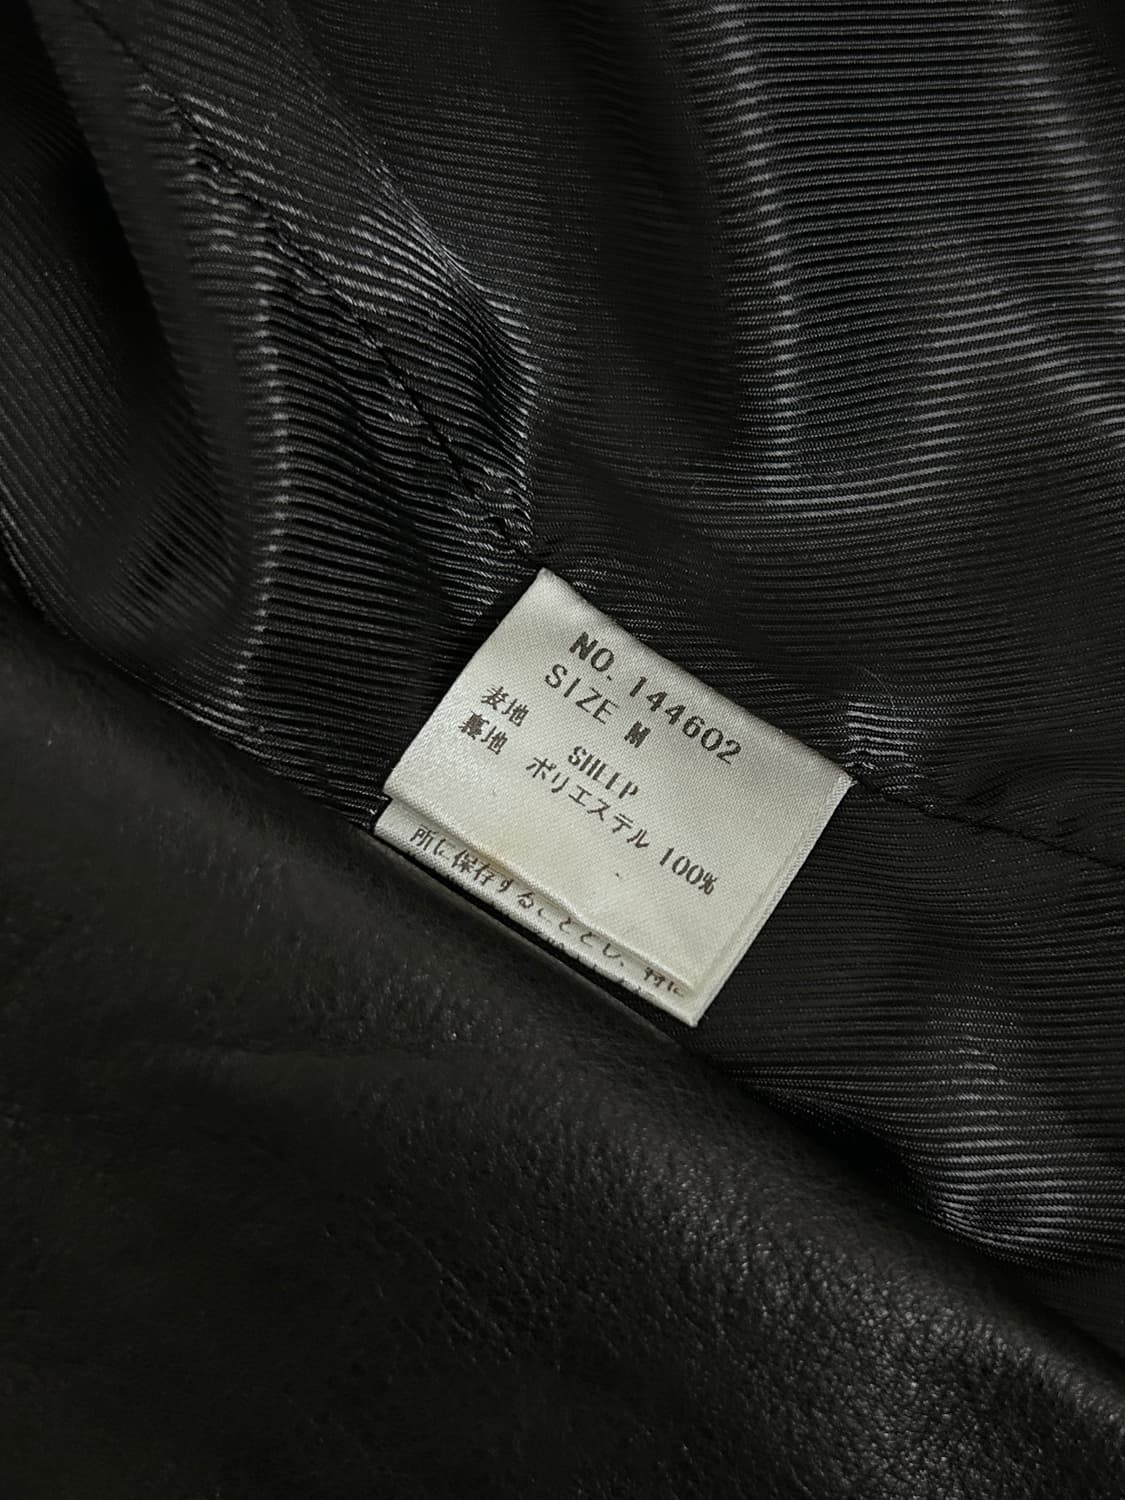 NO. 144602
SIZE M
表地 SHEEP
裏地 ポリエステル 100%
所に保存することとし、特に